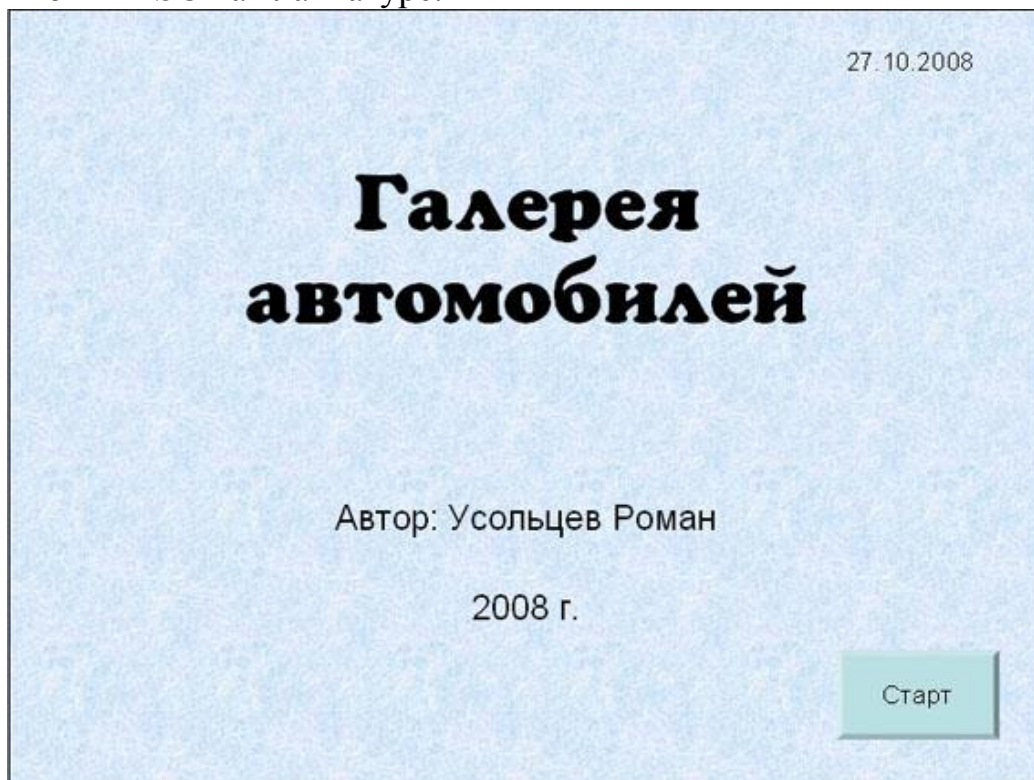 27.10.2008
Галерея
автомобилей
Автор: Усольцев Роман
2008 г.
Старт